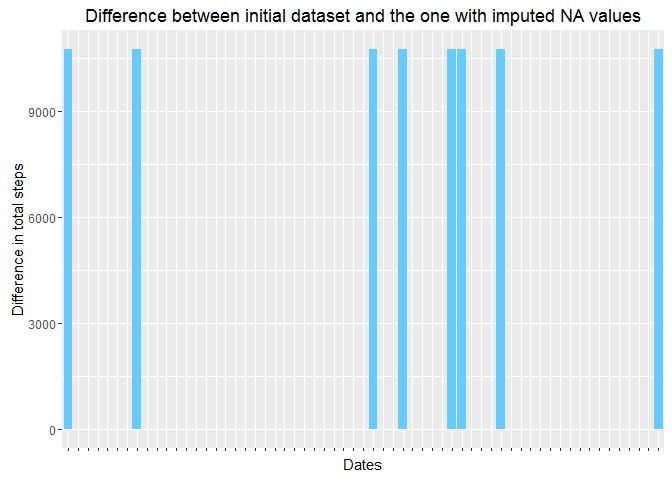 Difference between initial dataset and the one with imputed NA values
Difference in total steps
9000
6000
3000
0
Dates